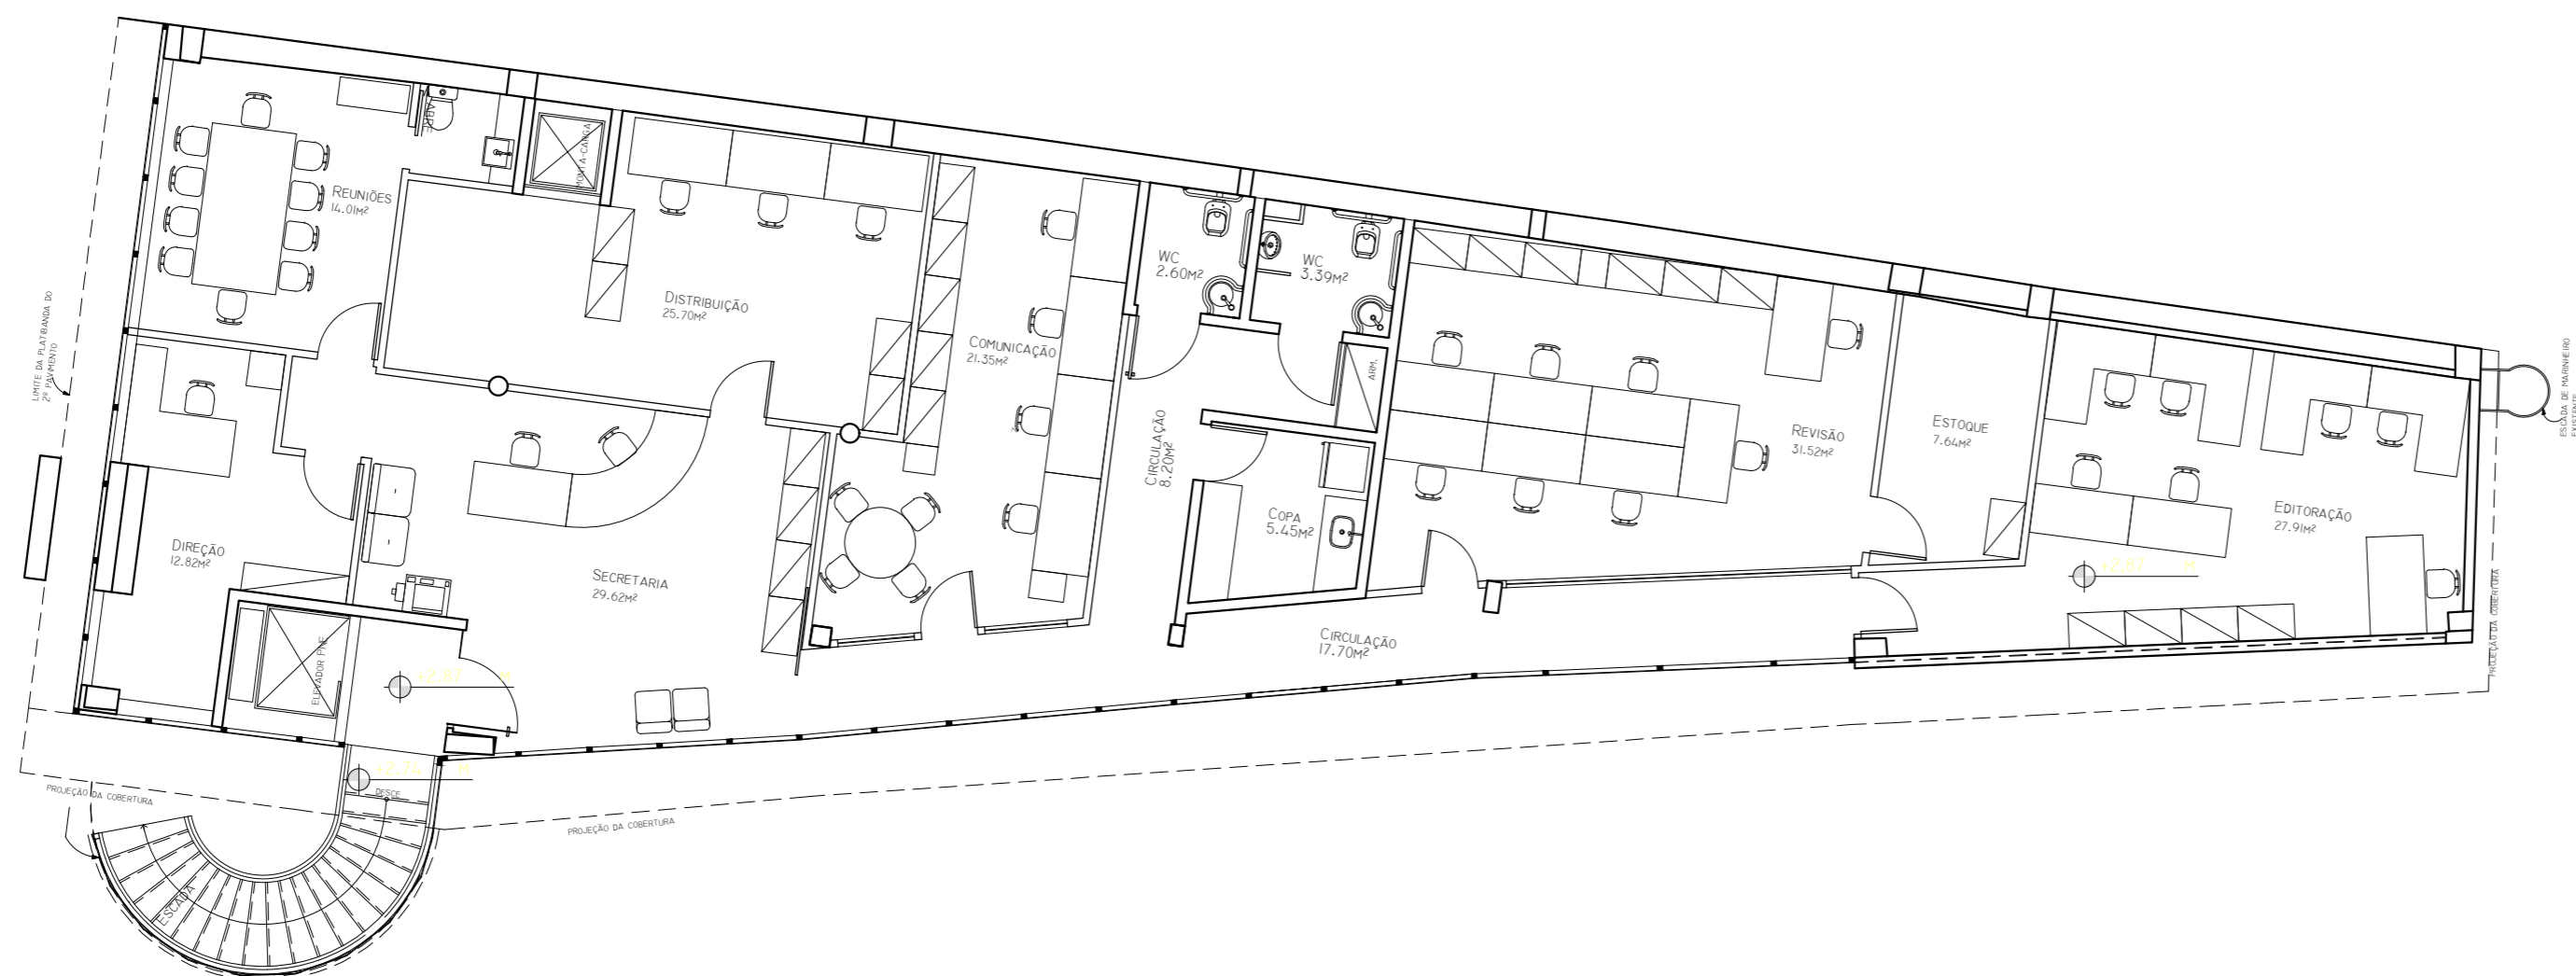 LIMITE DA PLATIBANDA DO
2º PAVIMENTO
REUNIÕES
14.01M²
MONTA-CARGA
DISTRIBUIÇÃO
25.70M²
COMUNICAÇÃO
21.35M²
WC
2.60M²
WC
3.39M²
ARM.
CIRCULAÇÃO
8.20M²
COPA
5.45M²
REVISÃO
31.52M²
ESTOQUE
7.64M²
EDITORAÇÃO
27.91M²
+2,87 M
ESCADA DE MARINHEIRO
EXISTENTE
PROJEÇÃO DA COBERTURA
DIREÇÃO
12.82M²
SECRETARIA
29.62M²
ELEVADOR PNE
+2.87 M
CIRCULAÇÃO
17.70M²
+2.74 M
DESCE
PROJEÇÃO DA COBERTURA
PROJEÇÃO DA COBERTURA
ESCADA